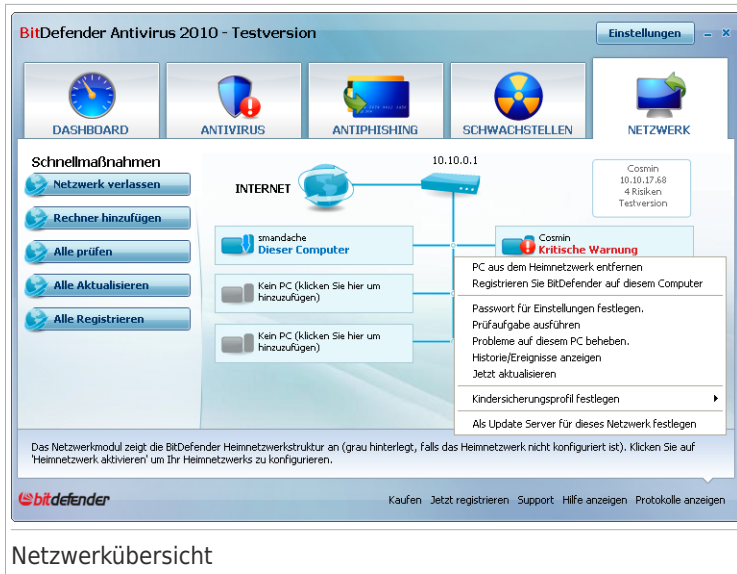 BitDefender Antivirus 2010 - Testversion
Einstellungen
DASHBOARD
ANTIVIRUS
ANTIPHISHING
SCHWACHSTELLEN
NETZWERK
Schnellmaßnahmen
Netzwerk verlassen
Rechner hinzufügen
Alle prüfen
Alle Aktualisieren
Alle Registrieren
INTERNET
10.10.0.1
Cosmin
10.10.17.68
4 Risiken
Testversion
smandache
Dieser Computer
Cosmin
Kritische Warnung
Kein PC (klicken Sie hier um
hinzuzufügen)
Kein PC (klicken Sie hier um
hinzuzufügen)
PC aus dem Heimnetzwerk entfernen
Registrieren Sie BitDefender auf diesem Computer
Passwort für Einstellungen festlegen.
Prüfaufgabe ausführen
Probleme auf diesem PC beheben.
Historie/Ereignisse anzeigen
Jetzt aktualisieren
Kindersicherungsprofil festlegen
Als Update Server für dieses Netzwerk festlegen
Das Netzwerkmodul zeigt die BitDefender Heimnetzwerkstruktur an (grau hinterlegt, falls das Heimnetzwerk nicht konfiguriert ist). Klicken Sie auf
'Heimnetzwerk aktivieren' um Ihr Heimnetzwerks zu konfigurieren.
bitdefender
Kaufen Jetzt registrieren Support Hilfe anzeigen Protokolle anzeigen
Netzwerkübersicht